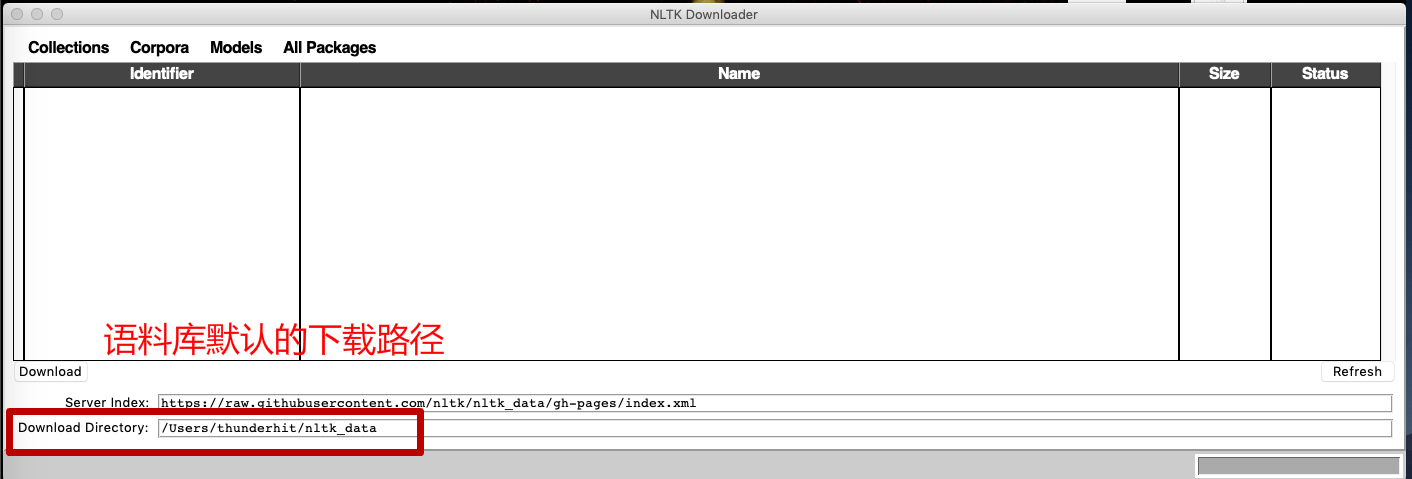 NLTK Downloader
Collections Corpora Models All Packages
Identifier Name Size Status
语料库默认的下载路径
Download Refresh
Server Index: https://raw.githubusercontent.com/nltk/nltk_data/gh-pages/index.xml
Download Directory: /Users/thunderhit/nltk_data